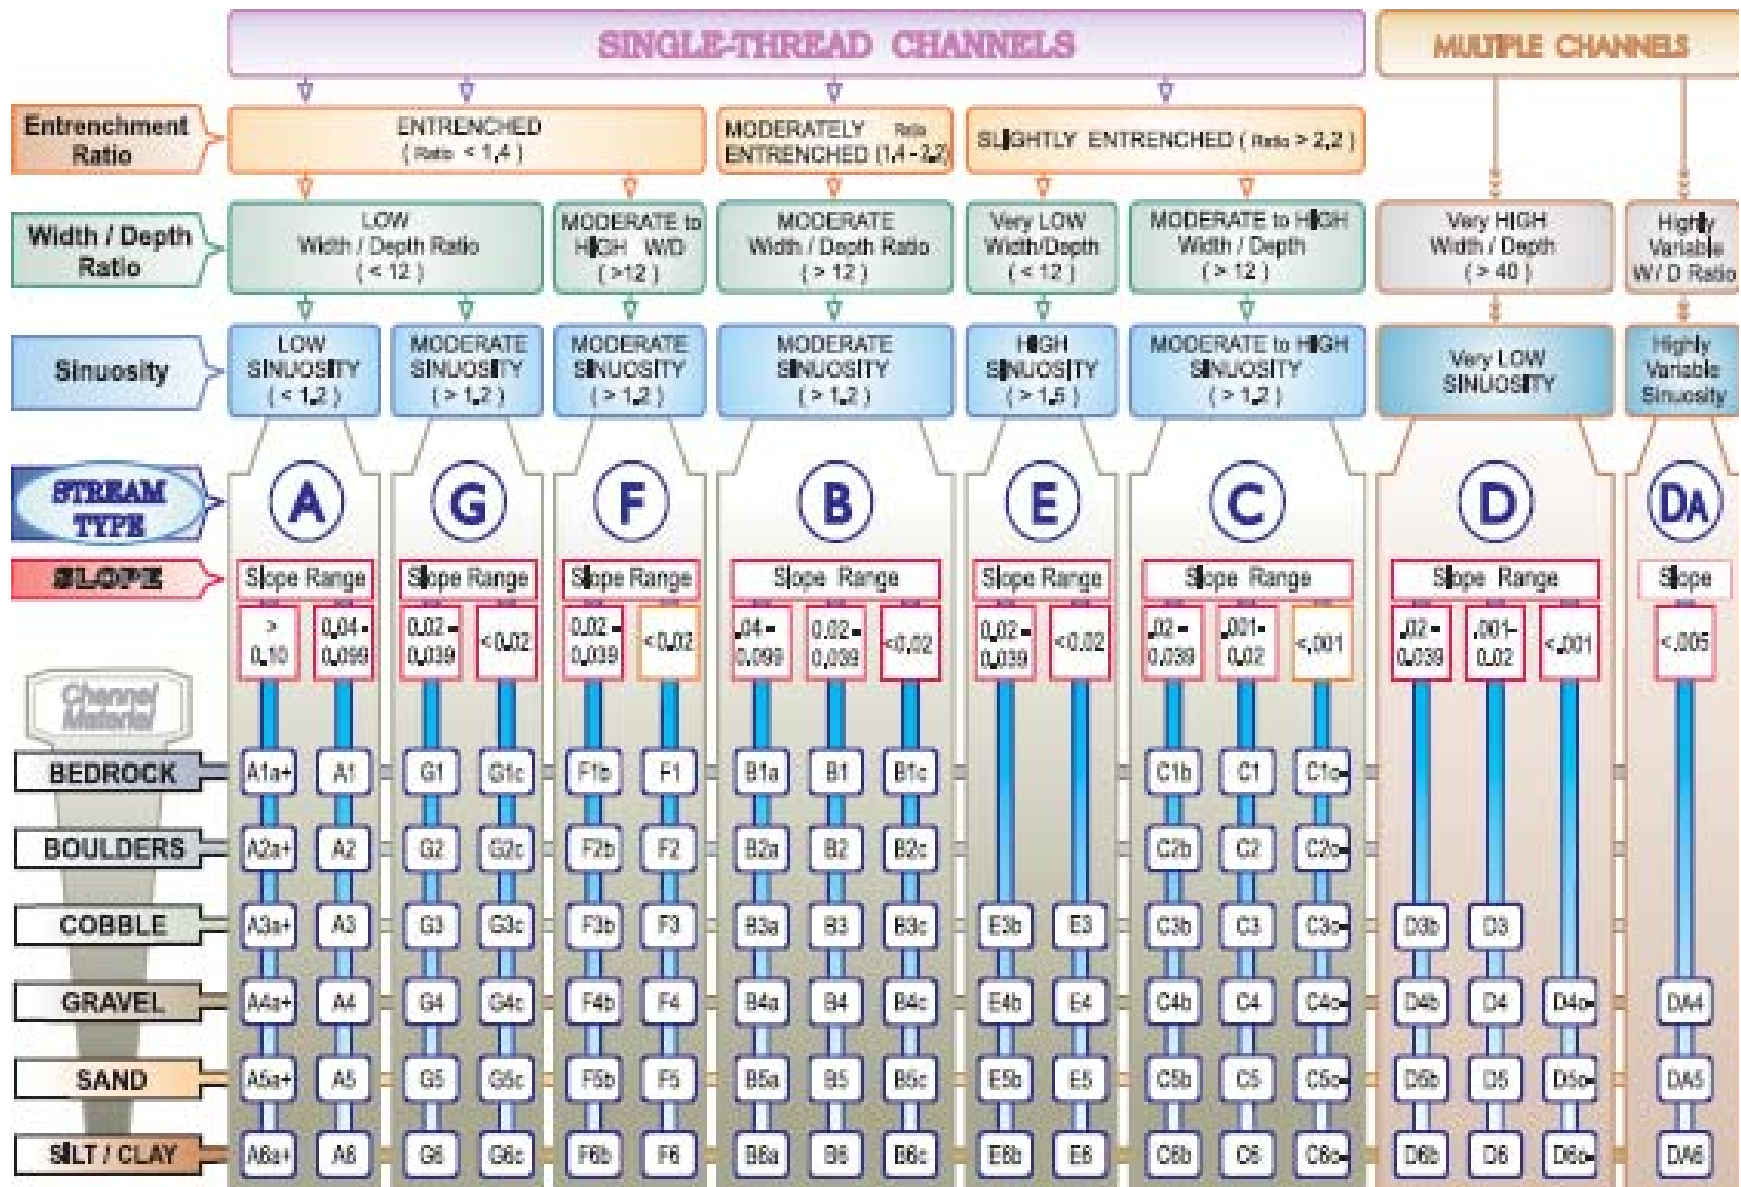 SINGLE-THREAD CHANNELS
MULTIPLE CHANNELS
Entrenchment
Ratio
ENTRENCHED
( Ratio < 1.4 )
MODERATELY Ratio
ENTRENCHED (1.4 - 2.2)
SLIGHTLY ENTRENCHED ( Ratio > 2.2 )
Width / Depth
Ratio
LOW
Width / Depth Ratio
( < 12 )
MODERATE to
HIGH W/D
( >12 )
MODERATE
Width / Depth Ratio
( > 12 )
Very LOW
Width/Depth
( < 12 )
MODERATE to HIGH
Width / Depth
( > 12 )
Very HIGH
Width / Depth
( > 40 )
Highly
Variable
W/ D Ratio
Sinuosity
LOW
SINUOSITY
( < 1.2 )
MODERATE
SINUOSITY
( > 1.2 )
MODERATE
SINUOSITY
( > 1.2 )
MODERATE
SINUOSITY
( > 1.2 )
HIGH
SINUOSITY
( > 1.5 )
MODERATE to HIGH
SINUOSITY
( > 1.2 )
Very LOW
SINUOSITY
Highly
Variable
Sinuosity
STREAM
TYPE
A G F B E C D DA
SLOPE
Slope Range Slope Range Slope Range Slope Range Slope Range Slope Range Slope Range Slope
>
0.10
0.04 -
0.099
0.02 -
0.039
<0.02
0.02 -
0.039
<0.02
.04 -
0.099
0.02 -
0.039
<0.02
0.02 -
0.039
<0.02
.02 -
0.039
.001-
0.02
<.001
.02 -
0.039
.001-
0.02
<.001
<.005
Channel
Material
BEDROCK A1a+ A1 G1 G1c F1b F1 B1a B1 B1c C1b C1 C1c-
BOULDERS A2a+ A2 G2 G2c F2b F2 B2a B2 B2c C2b C2 C2c-
COBBLE A3a+ A3 G3 G3c F3b F3 B3a B3 B3c E3b E3 C3b C3 C3c- D3b D3
GRAVEL A4a+ A4 G4 G4c F4b F4 B4a B4 B4c E4b E4 C4b C4 C4c- D4b D4 D4c- DA4
SAND A5a+ A5 G5 G5c F5b F5 B5a B5 B5c E5b E5 C5b C5 C5c- D5b D5 D5c- DA5
SILT / CLAY A6a+ A6 G6 G6c F6b F6 B6a B6 B6c E6b E6 C6b C6 C6c- D6b D6 D6c- DA6